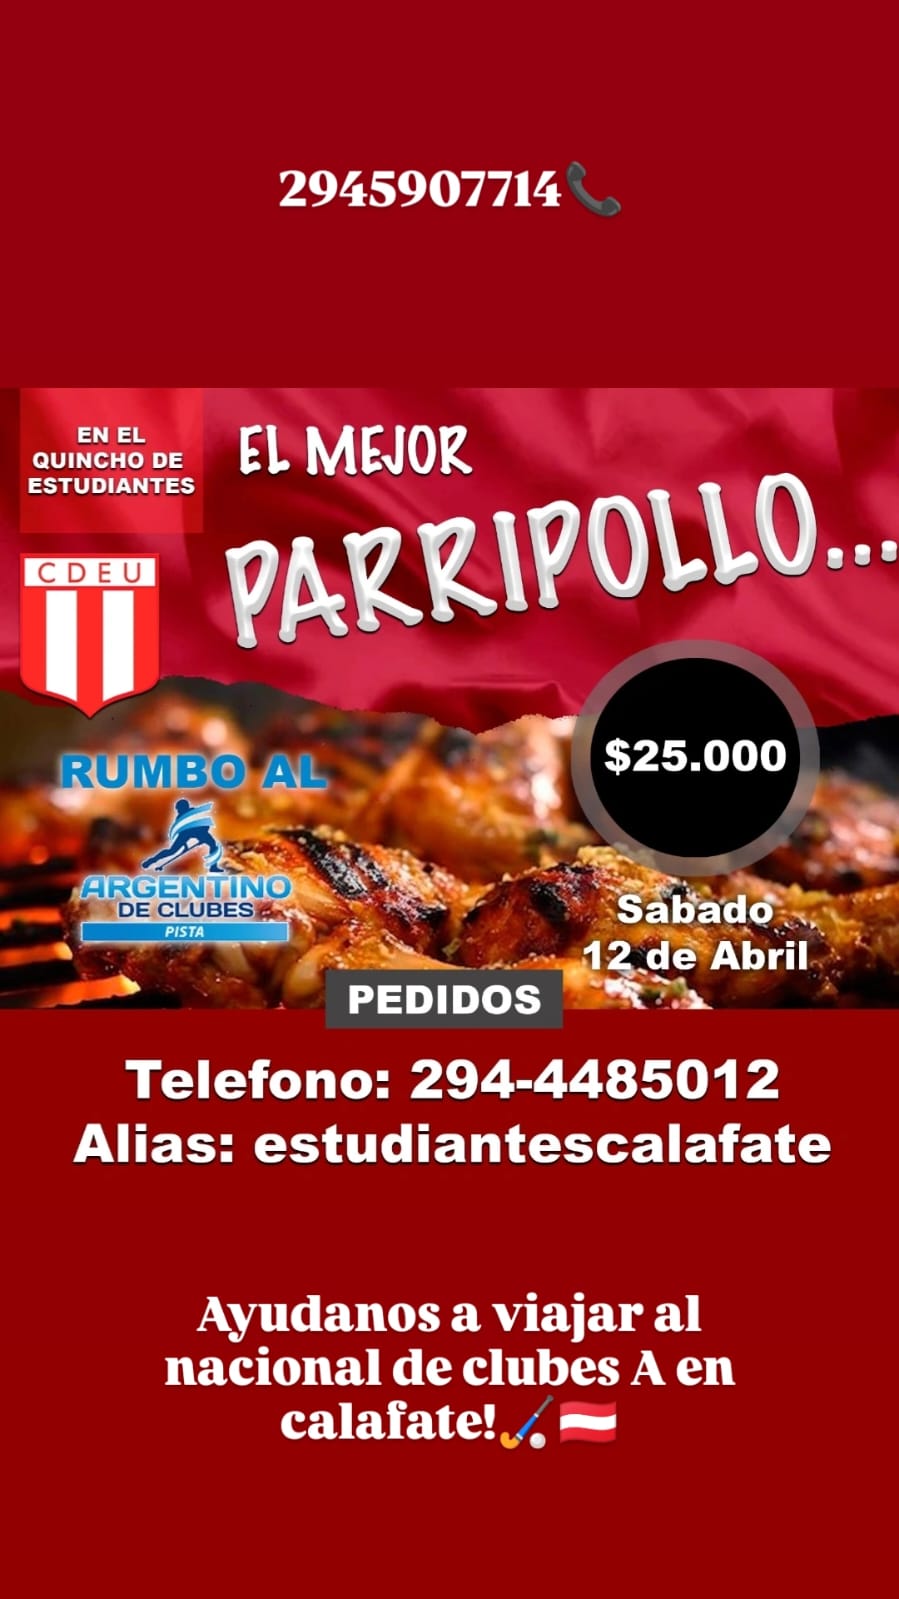 2945907714📞
EN EL
QUINCHO DE
ESTUDIANTES
EL MEJOR
PARRIPOLLO...
CDEU
$25.000
RUMBO AL
ARGENTINO
DE CLUBES
PISTA
Sabado
12 de Abril
PEDIDOS
Telefono: 294-4485012
Alias: estudiantescalafate
Ayudanos a viajar al
nacional de clubes A en
calafate!🏑🇦🇹